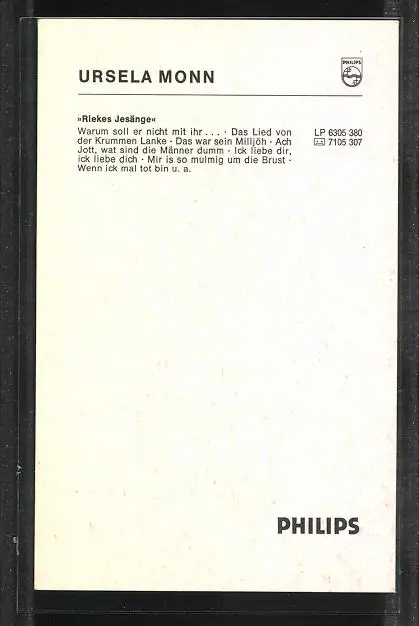 PHILIPS
URSELA MONN
»Riekes Jesänge«
Warum soll er nicht mit ihr . . . · Das Lied von
der Krummen Lanke · Das war sein Milljöh · Ach
Jott, wat sind die Männer dumm · Ick liebe dir,
ick liebe dich · Mir is so mulmig um die Brust ·
Wenn ick mal tot bin u. a.
LP 6305 380
7105 307
PHILIPS